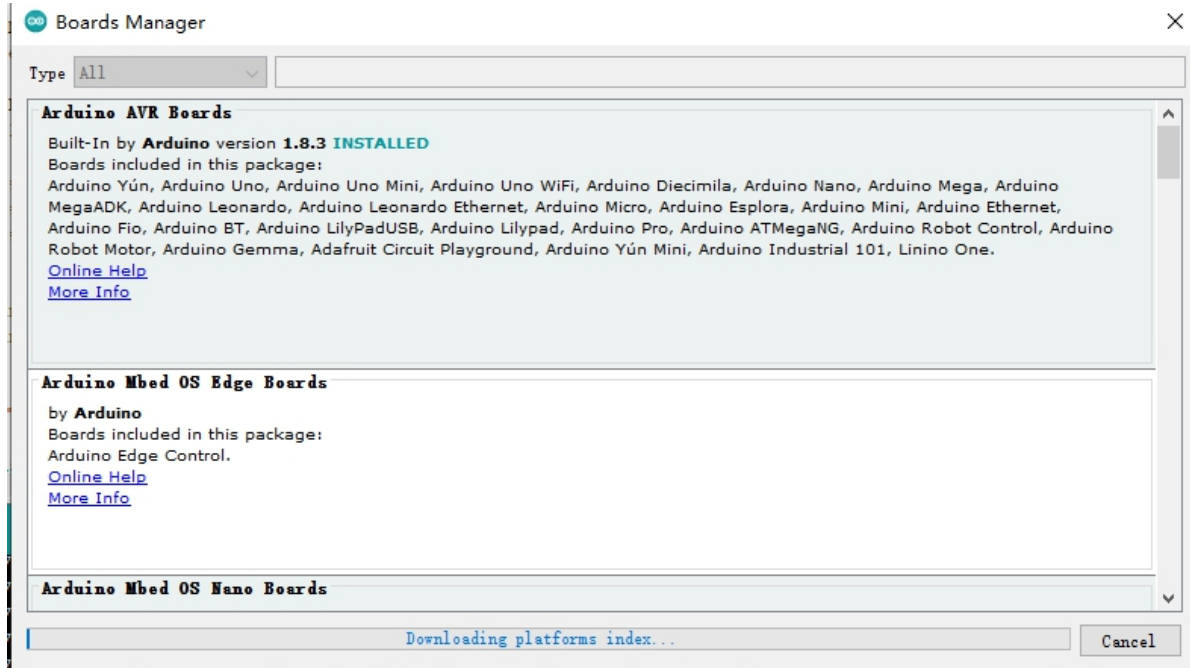 Boards Manager
Type All
Arduino AVR Boards
Built-In by Arduino version 1.8.3 INSTALLED
Boards included in this package:
Arduino Yún, Arduino Uno, Arduino Uno Mini, Arduino Uno WiFi, Arduino Diecimila, Arduino Nano, Arduino Mega, Arduino
MegaADK, Arduino Leonardo, Arduino Leonardo Ethernet, Arduino Micro, Arduino Esplora, Arduino Mini, Arduino Ethernet,
Arduino Fio, Arduino BT, Arduino LilyPadUSB, Arduino Lilypad, Arduino Pro, Arduino ATMegaNG, Arduino Robot Control, Arduino
Robot Motor, Arduino Gemma, Adafruit Circuit Playground, Arduino Yún Mini, Arduino Industrial 101, Linino One.
Online Help
More Info
Arduino Mbed OS Edge Boards
by Arduino
Boards included in this package:
Arduino Edge Control.
Online Help
More Info
Arduino Mbed OS Nano Boards
Downloading platforms index...
Cancel